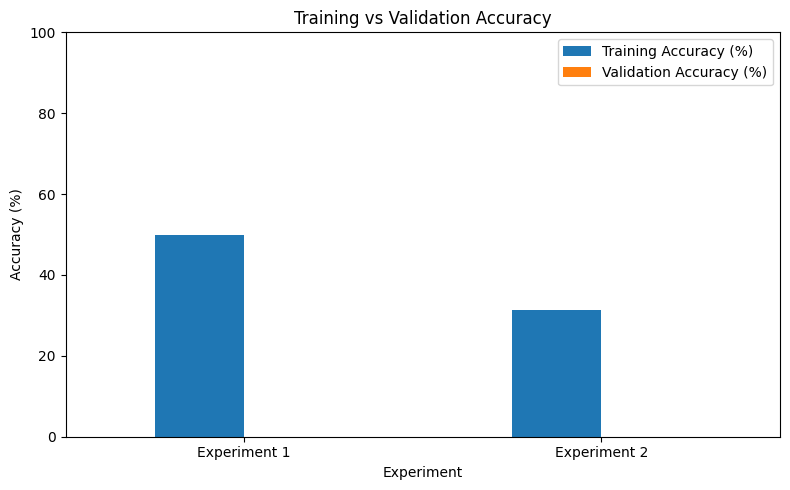 Training vs Validation Accuracy
Training Accuracy (%)
Validation Accuracy (%)
Accuracy (%)
100
80
60
40
20
0
Experiment 1
Experiment 2
Experiment